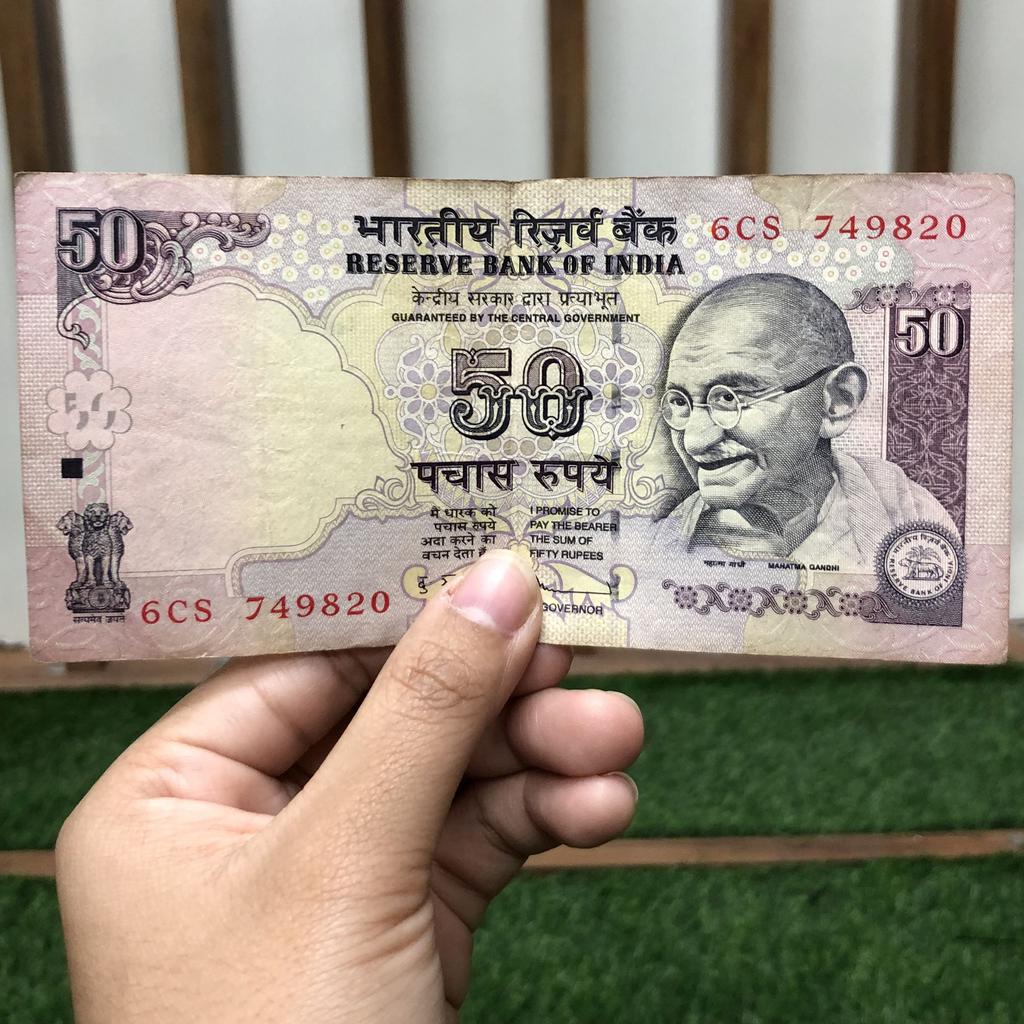 50
भारतीय रिज़र्व बैंक
6CS 749820
RESERVE BANK OF INDIA
केन्द्रीय सरकार द्वारा प्रत्याभूत
GUARANTEED BY THE CENTRAL GOVERNMENT
50
50
50
पचास रुपये
मैं धारक को
पचास रुपये
अदा करने का
वचन देता हूँ
I PROMISE TO
PAY THE BEARER
THE SUM OF
FIFTY RUPEES
GOVERNOR
महात्मा गांधी MAHATMA GANDHI
भारतीय रिज़र्व बैंक
RESERVE BANK OF INDIA
6CS 749820
सत्यमेव जयते